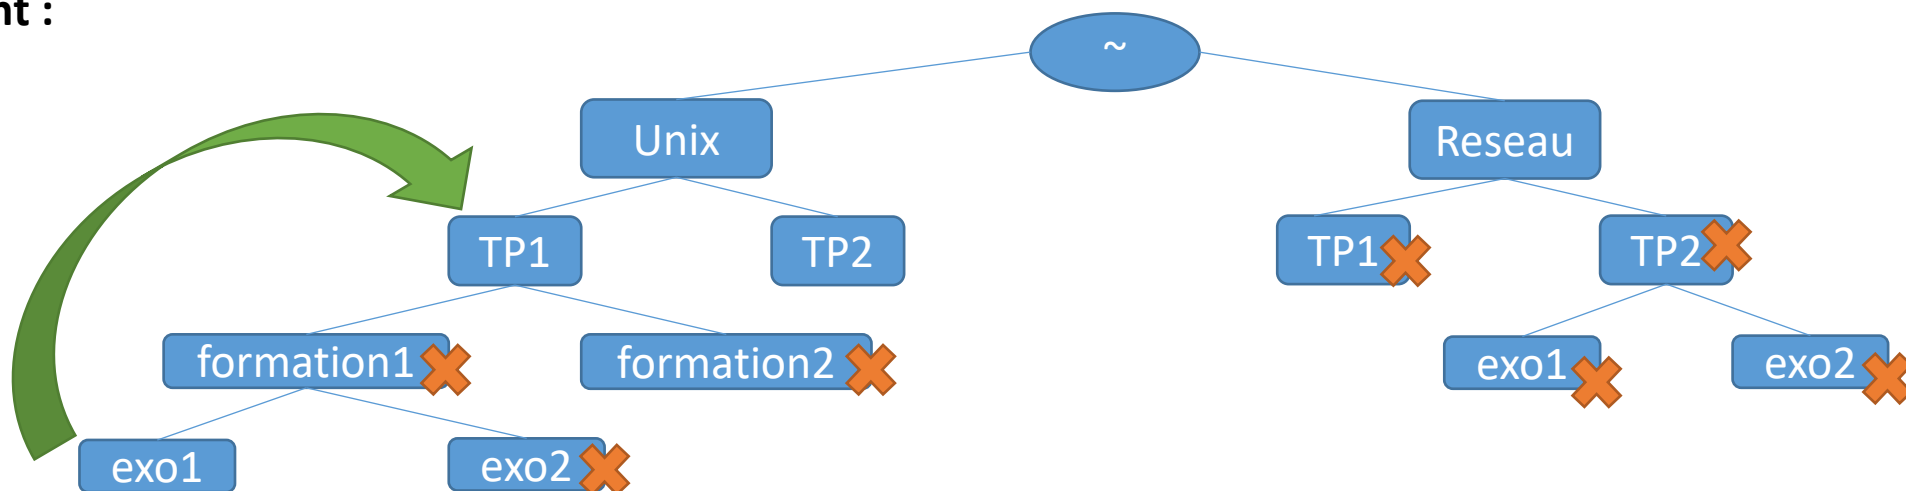 nt :
~
Unix
Reseau
TP1
TP2
TP1
TP2
formation1
formation2
exo1
exo2
exo1
exo2